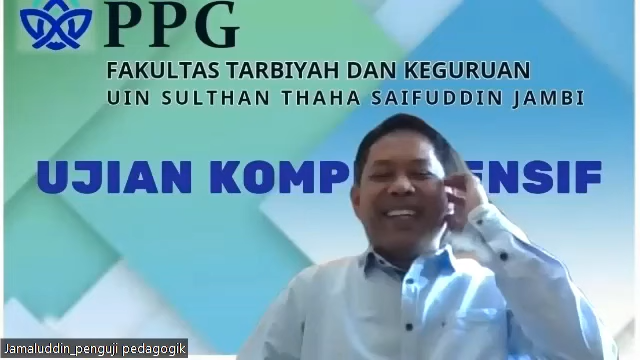 PPG
FAKULTAS TARBIYAH DAN KEGURUAN
UIN SULTHAN THAHA SAIFUDDIN JAMBI
UJIAN KOMP ENSIF
Jamaluddin_penguji pedagogik